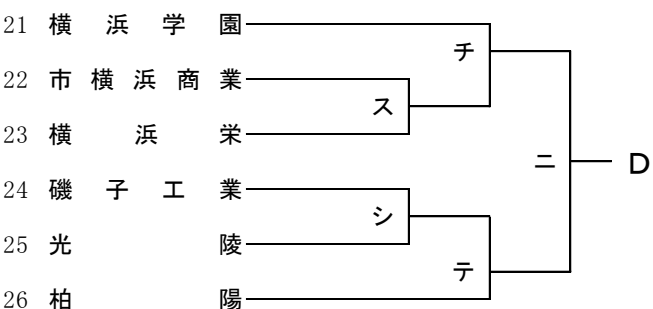 21 横浜学園
チ
22 市横浜商業
ス
23 横浜栄
ニ D
24 磯子工業
シ
25 光陵
テ
26 柏陽